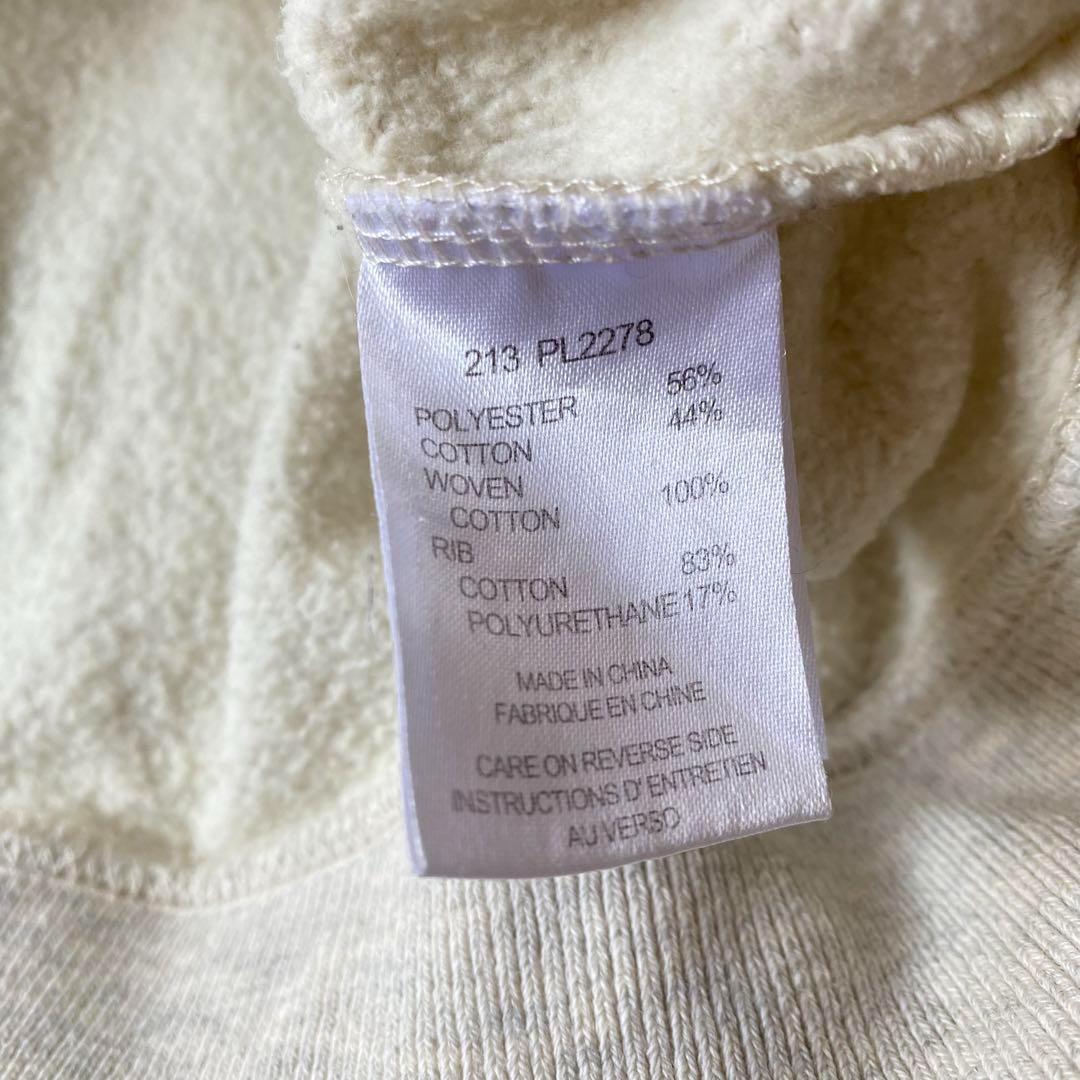 213 PL2278
POLYESTER 56%
COTTON 44%
WOVEN
COTTON 100%
RIB
COTTON 83%
POLYURETHANE 17%
MADE IN CHINA
FABRIQUE EN CHINE
CARE ON REVERSE SIDE
INSTRUCTIONS D'ENTRETIEN
AU VERSO